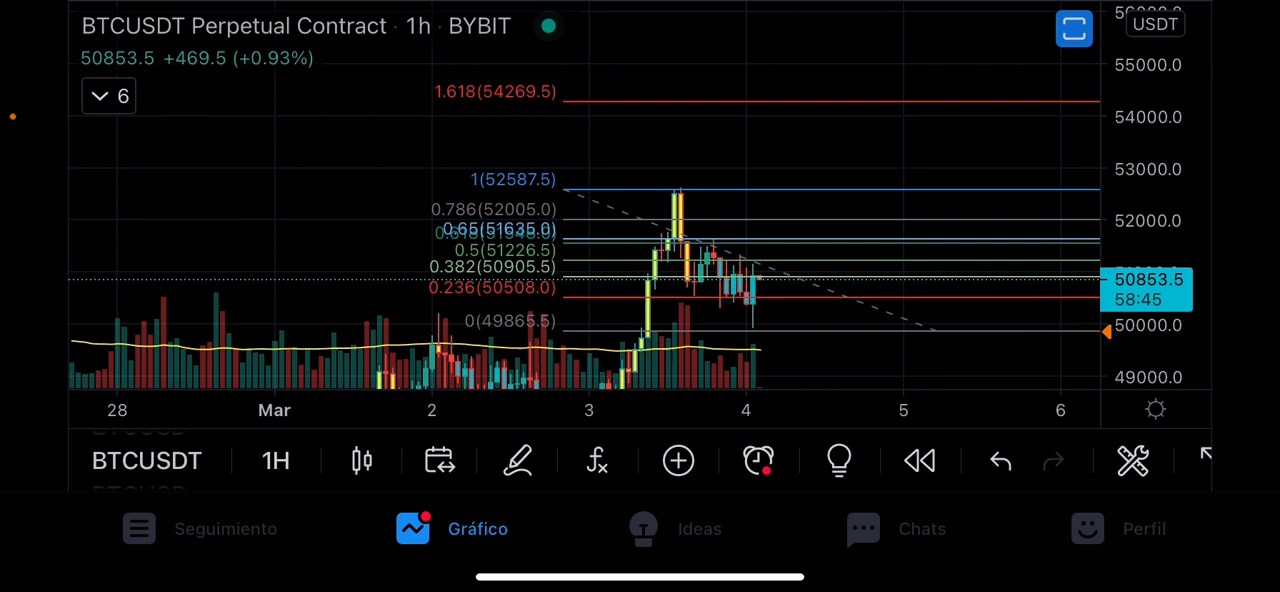 BTCUSDT Perpetual Contract · 1h · BYBIT
USDT
50853.5 +469.5 (+0.93%)
6
55000.0
1.618(54269.5)
54000.0
53000.0
1(52587.5)
0.786(52005.0)
52000.0
0.65(51635.0)
0.5(51226.5)
0.382(50905.5)
50853.5
0.236(50508.0)
58:45
0(49865.5)
50000.0
49000.0
28 Mar 2 3 4 5 6
BTCUSDT 1H
Seguimiento Gráfico Ideas Chats Perfil